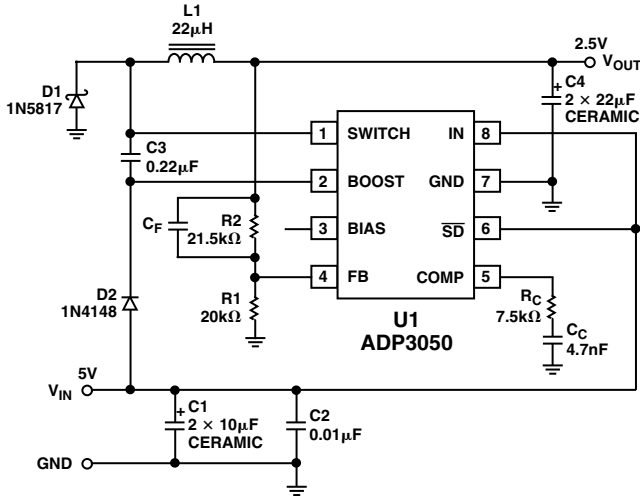 L1
22μH
2.5V
VOUT
D1
1N5817
C4
2 × 22μF
CERAMIC
+
1 SWITCH IN 8
C3
0.22μF
2 BOOST GND 7
CF
R2
21.5kΩ
3 BIAS SD 6
4 FB COMP 5
D2
1N4148
R1
20kΩ
U1
ADP3050
RC
7.5kΩ
CC
4.7nF
5V
VIN
+
C1
2 × 10μF
CERAMIC
C2
0.01μF
GND